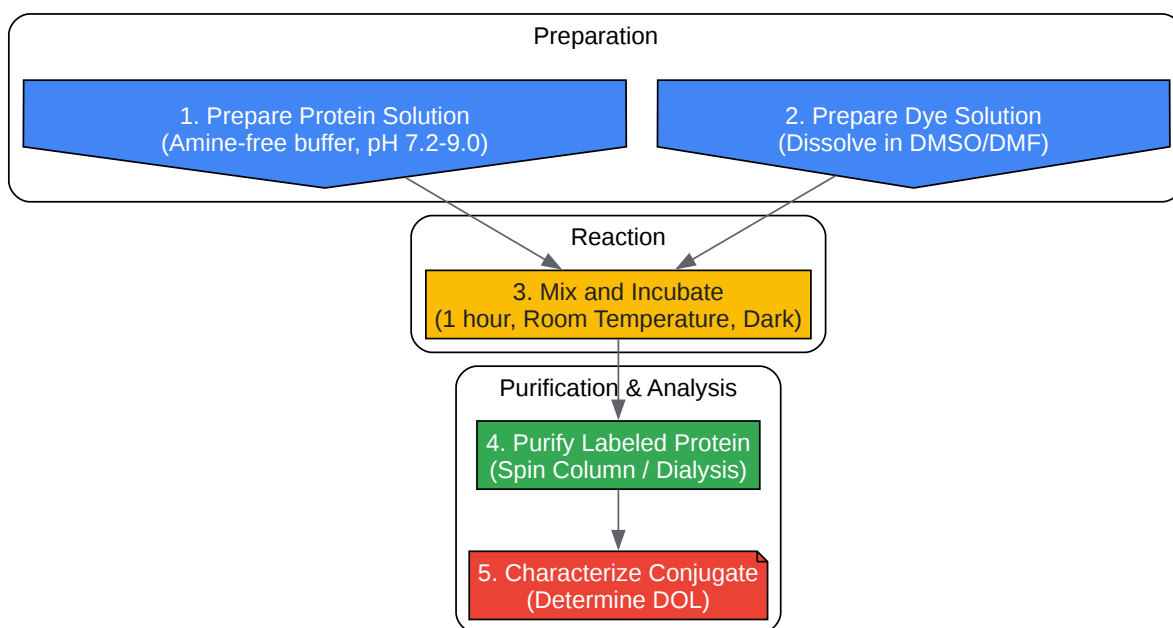 Preparation
1. Prepare Protein Solution
(Amine-free buffer, pH 7.2-9.0)
2. Prepare Dye Solution
(Dissolve in DMSO/DMF)
Reaction
3. Mix and Incubate
(1 hour, Room Temperature, Dark)
Purification & Analysis
4. Purify Labeled Protein
(Spin Column / Dialysis)
5. Characterize Conjugate
(Determine DOL)